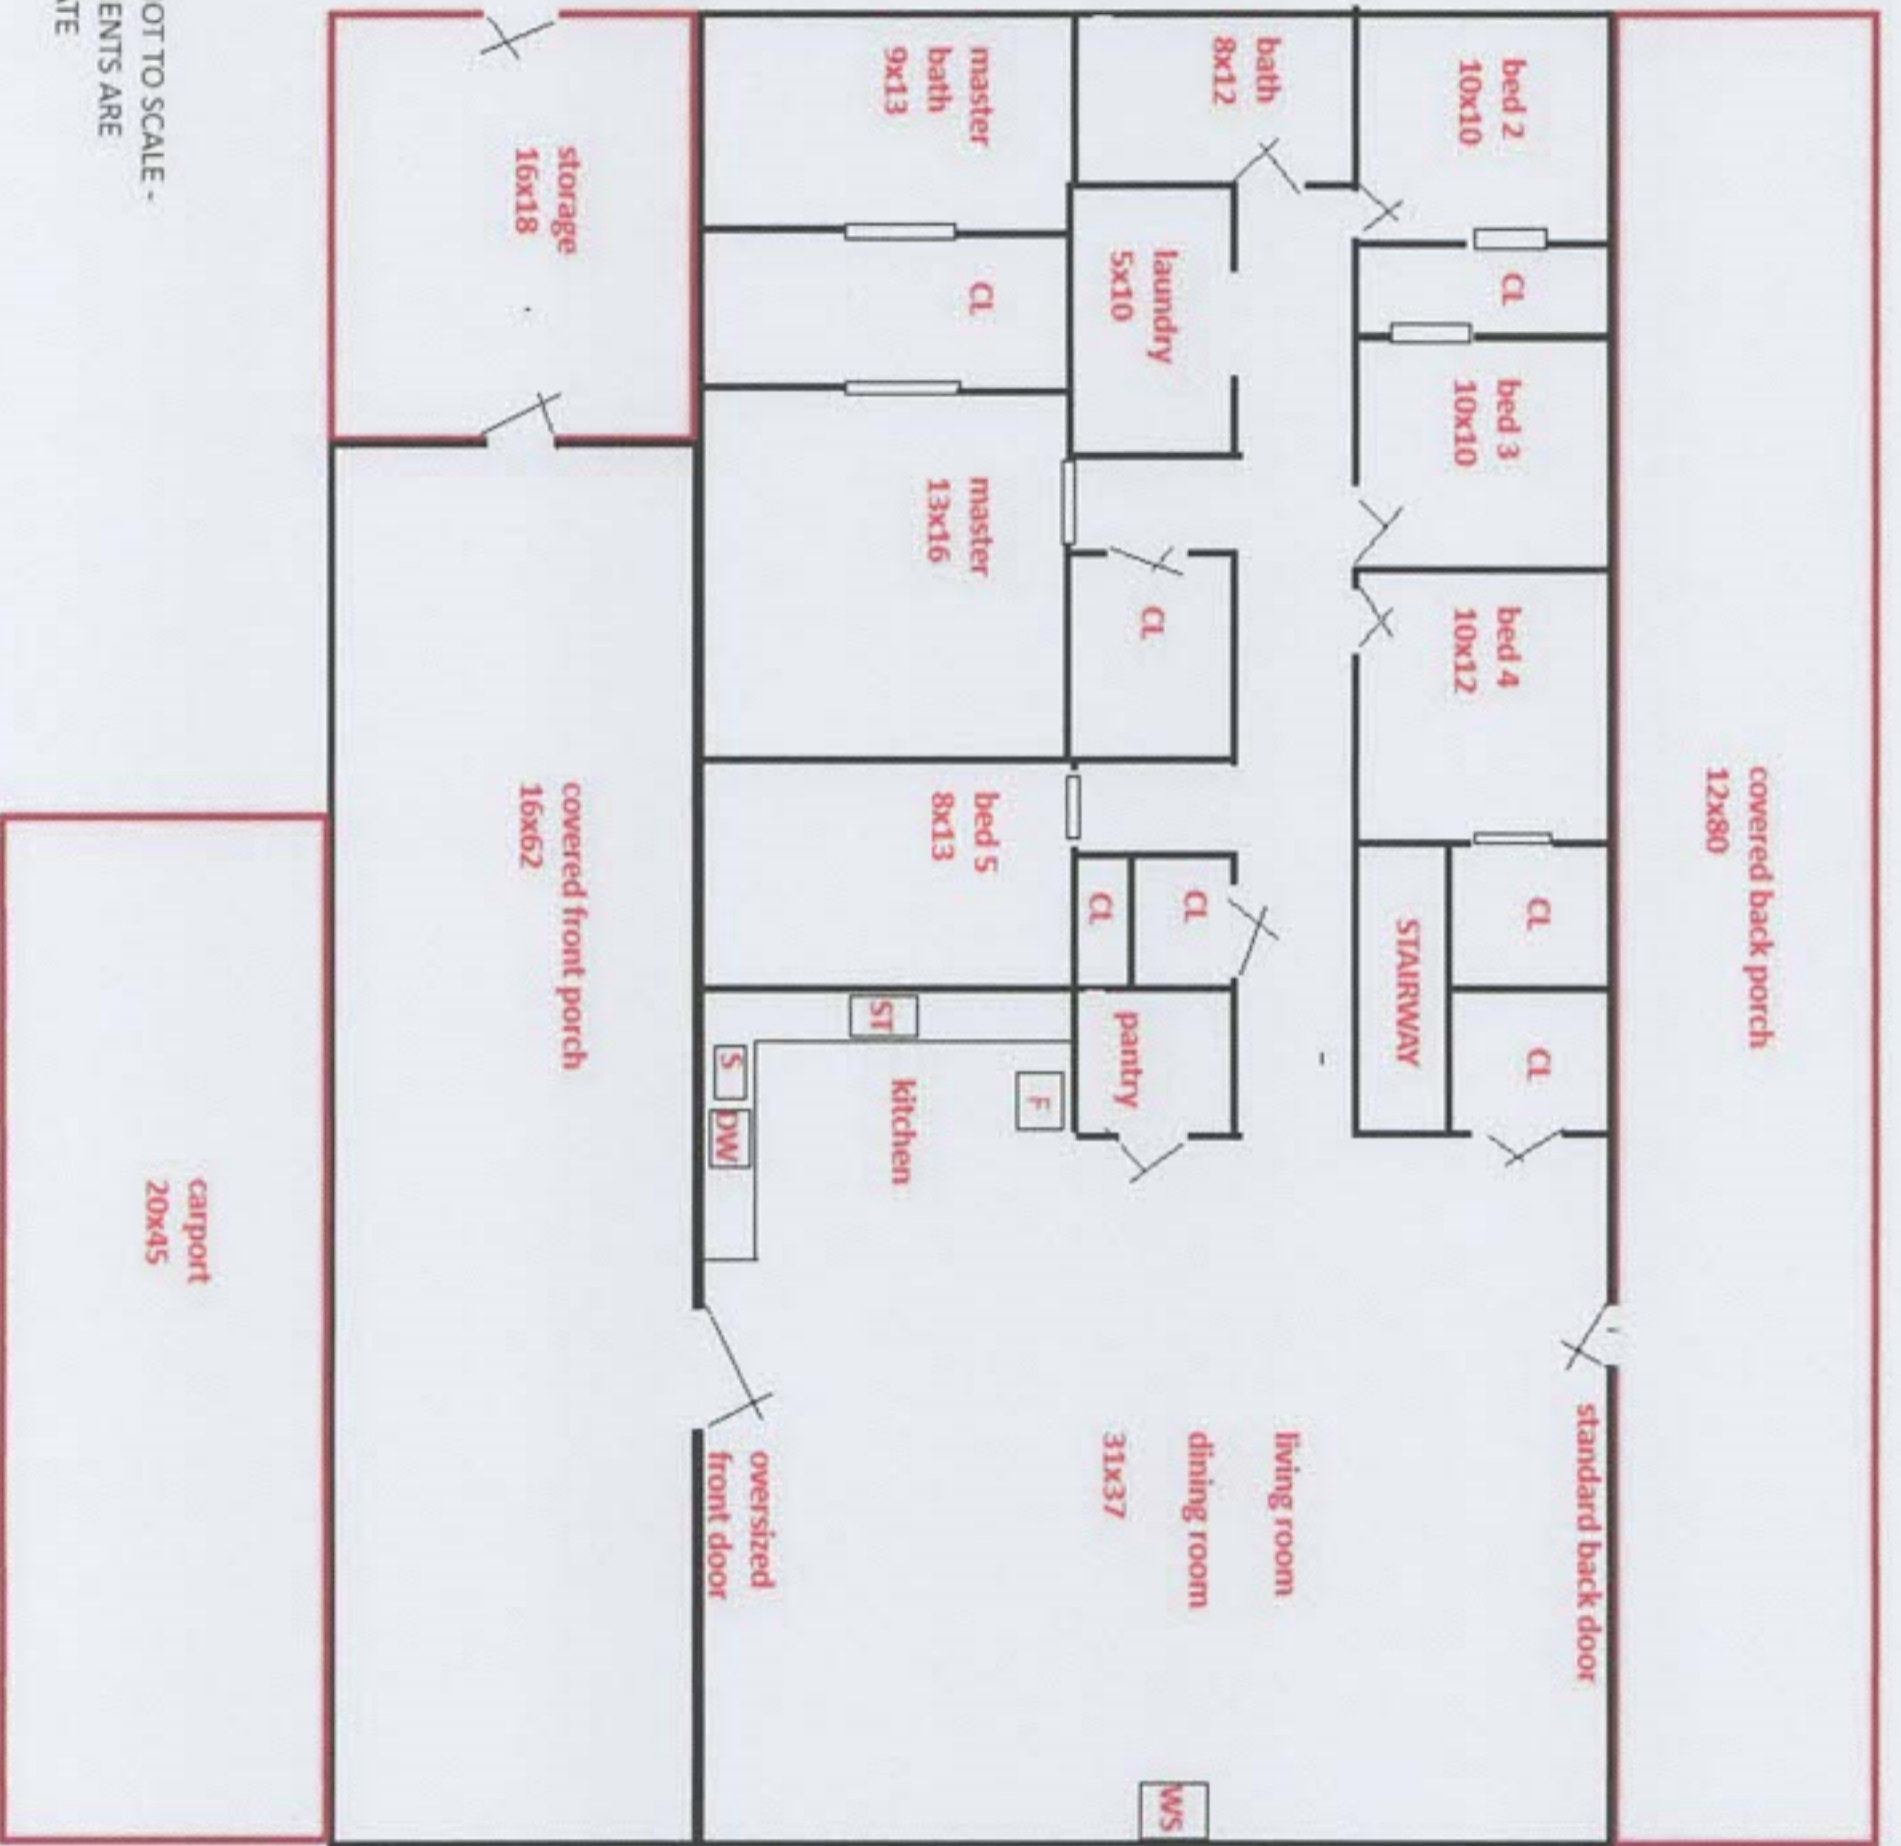 covered back porch
12x80
bed 2
10x10
CL
bed 3
10x10
bed 4
10x12
CL
CL
STAIRWAY
standard back door
bath
8x12
laundry
5x10
CL
CL
CL
pantry
living room
dining room
31x37
WS
master
bath
9x13
CL
master
13x16
bed 5
8x13
ST
F
kitchen
S
DW
oversized
front door
storage
16x18
covered front porch
16x62
carport
20x45
OT TO SCALE -
ENTS ARE
ATE